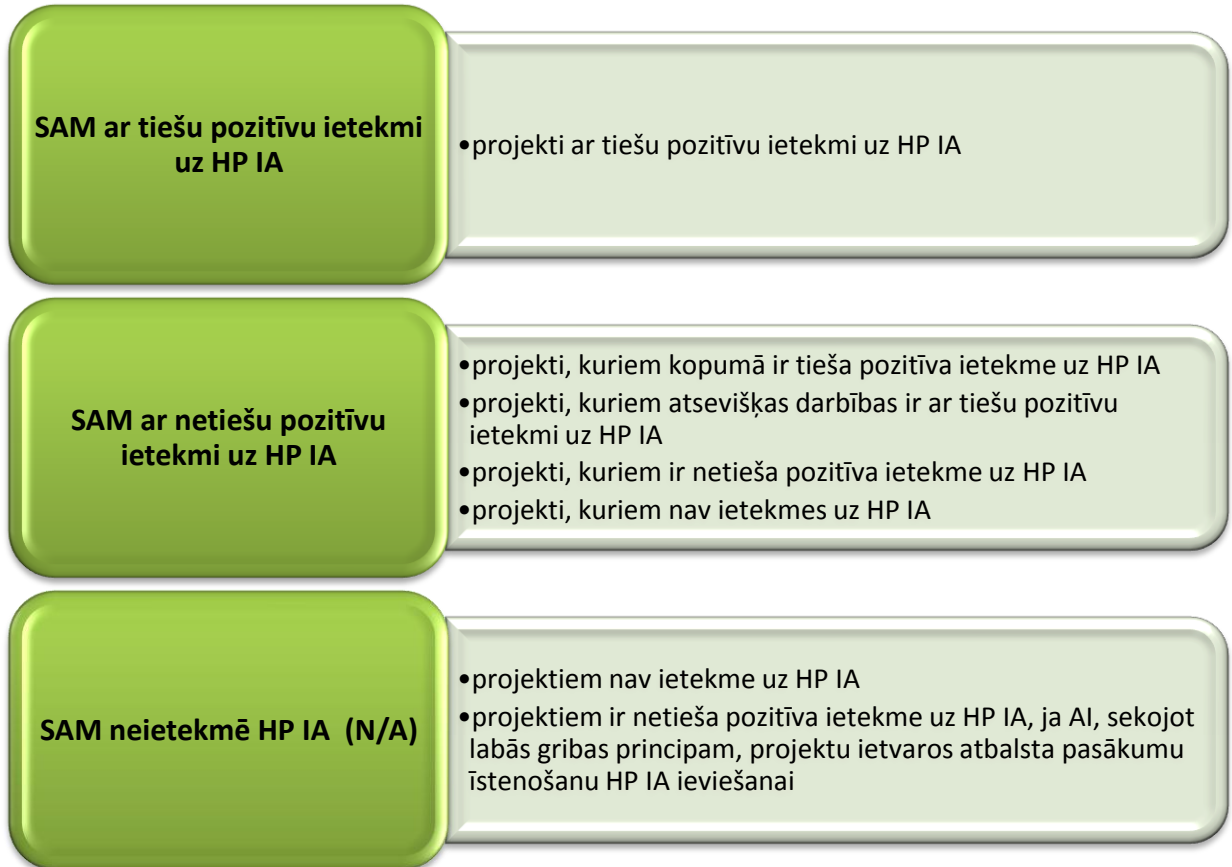 SAM ar tiešu pozitīvu ietekmi
uz HP IA
•projekti ar tiešu pozitīvu ietekmi uz HP IA
SAM ar netiešu pozitīvu
ietekmi uz HP IA
•projekti, kuriem kopumā ir tieša pozitīva ietekme uz HP IA
•projekti, kuriem atsevišķas darbības ir ar tiešu pozitīvu
ietekmi uz HP IA
•projekti, kuriem ir netieša pozitīva ietekme uz HP IA
•projekti, kuriem nav ietekmes uz HP IA
SAM neietekmē HP IA (N/A)
•projektiem nav ietekme uz HP IA
•projektiem ir netieša pozitīva ietekme uz HP IA, ja AI, sekojot
labās gribas principam, projektu ietvaros atbalsta pasākumu
īstenošanu HP IA ieviešanai